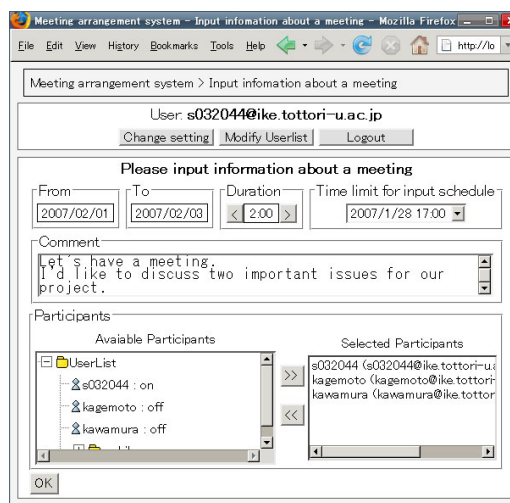 Meeting arrangement system - Input infomation about a meeting - Mozilla Firefox
File Edit View History Bookmarks Tools Help http://lo
Meeting arrangement system > Input infomation about a meeting
User: s032044@ike.tottori-u.ac.jp
Change setting Modify Userlist Logout
Please input information about a meeting
From To Duration Time limit for input schedule
2007/02/01 2007/02/03 < 2:00 > 2007/1/28 17:00
Comment
Let's have a meeting.
I'd like to discuss two important issues for our
project.
Participants
Avaiable Participants Selected Participants
UserList
s032044 : on
kagemoto : off
kawamura : off
>>
<<
s032044 (s032044@ike.tottori-u.a
kagemoto (kagemoto@ike.tottori-
kawamura (kawamura@ike.tottor
OK